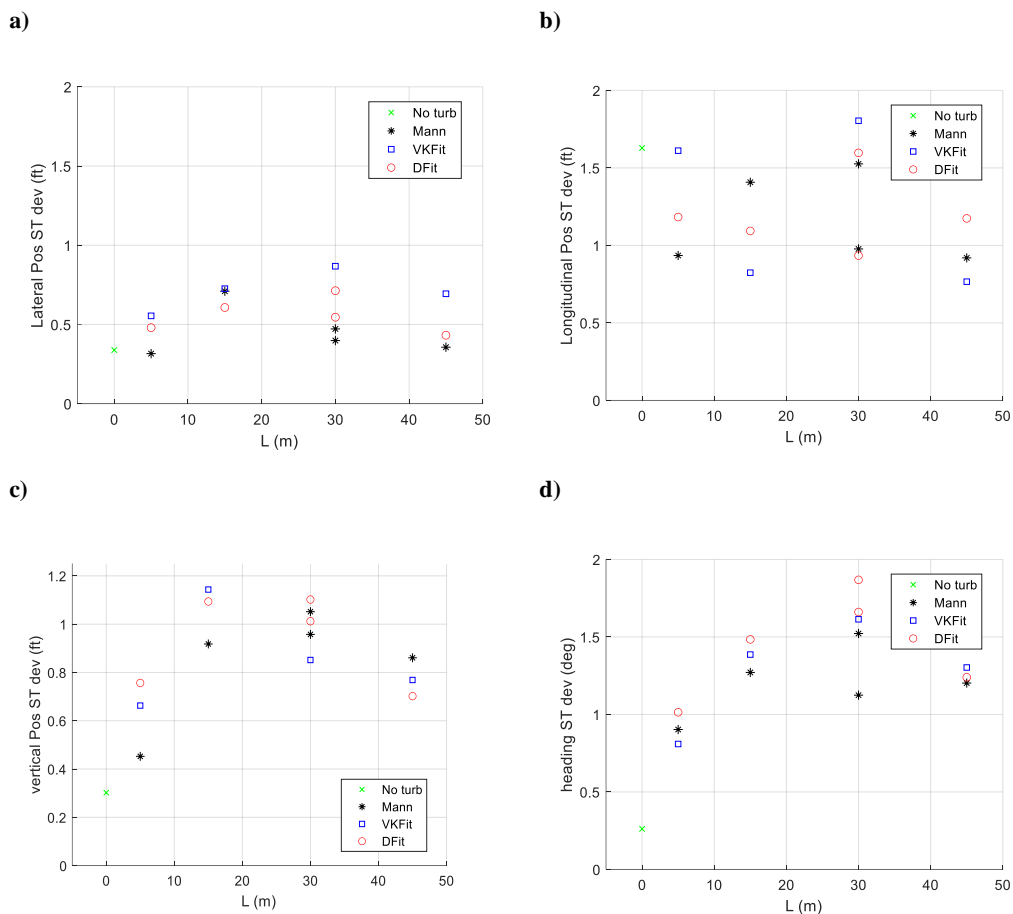 a)
2
1.5
1
0.5
0
0 10 20 30 40 50
Lateral Pos ST dev (ft)
L (m)
No turb
Mann
VKFit
DFit
b)
2
1.5
1
0.5
0
0 10 20 30 40 50
Longitudinal Pos ST dev (ft)
L (m)
No turb
Mann
VKFit
DFit
c)
1.2
1
0.8
0.6
0.4
0.2
0
0 10 20 30 40 50
vertical Pos ST dev (ft)
L (m)
No turb
Mann
VKFit
DFit
d)
2
1.5
1
0.5
0
0 10 20 30 40 50
heading ST dev (deg)
L (m)
No turb
Mann
VKFit
DFit